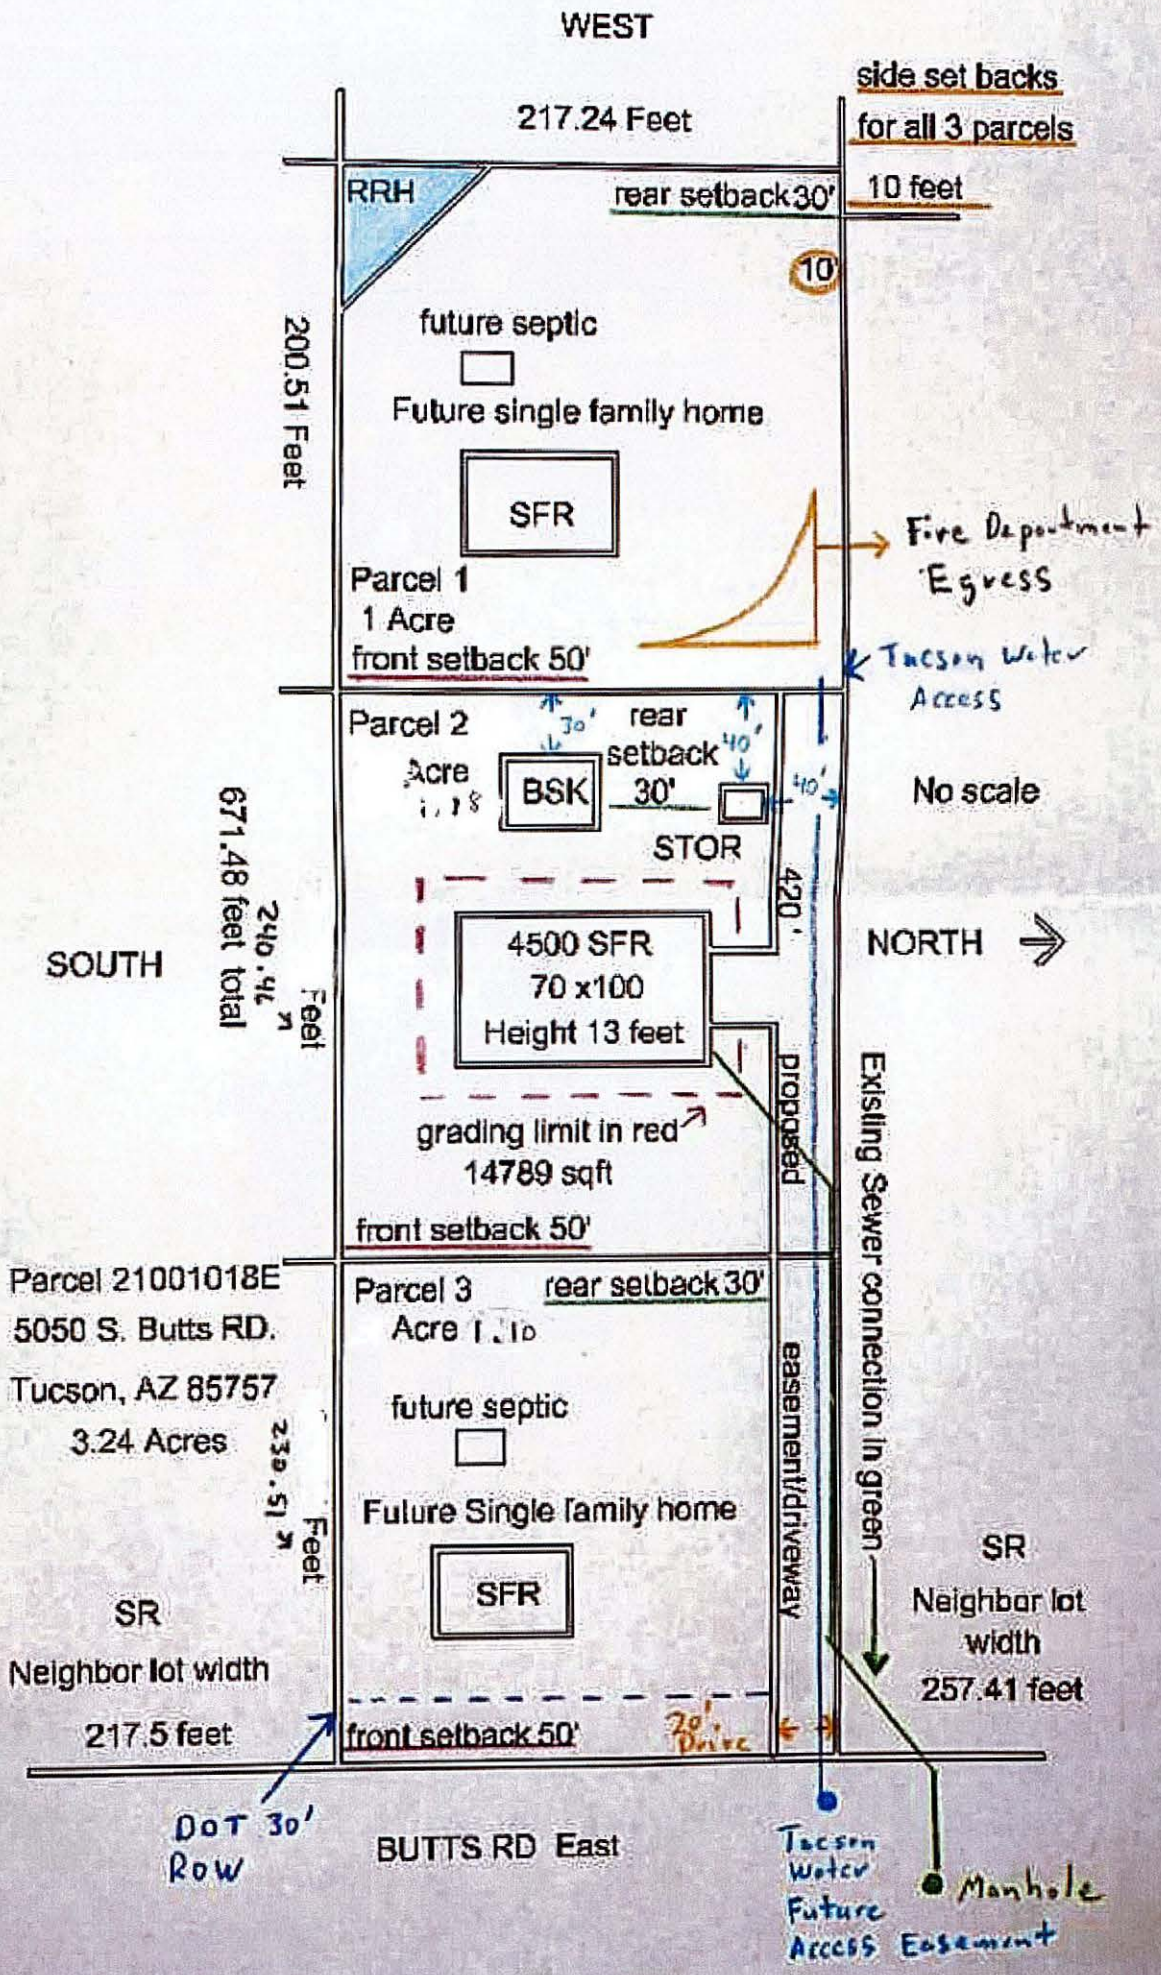 WEST
side set backs
for all 3 parcels
10 feet
217.24 Feet
RRH
rear setback 30'
10'
future septic
Future single family home
SFR
200.51 Feet
Fire Department
Egress
Parcel 1
1 Acre
front setback 50'
Tucson Water
Access
Parcel 2
30'
rear
setback
30'
40'
40'
Acre
1.18
BSK
STOR
No scale
420'
671.48 feet total
240.96
Feet
SOUTH
NORTH
4500 SFR
70 x100
Height 13 feet
grading limit in red
14789 sqft
front setback 50'
proposed
easement/driveway
Existing Sewer connection in green
Parcel 21001018E
5050 S. Butts RD.
Tucson, AZ 85757
3.24 Acres
Parcel 3
rear setback 30'
Acre 1.10
future septic
Future Single family home
SFR
230.51
Feet
SR
Neighbor lot width
217.5 feet
SR
Neighbor lot
width
257.41 feet
front setback 50'
20'
Drive
DOT 30'
ROW
BUTTS RD East
Tucson
Water
Future
Access Easement
Manhole